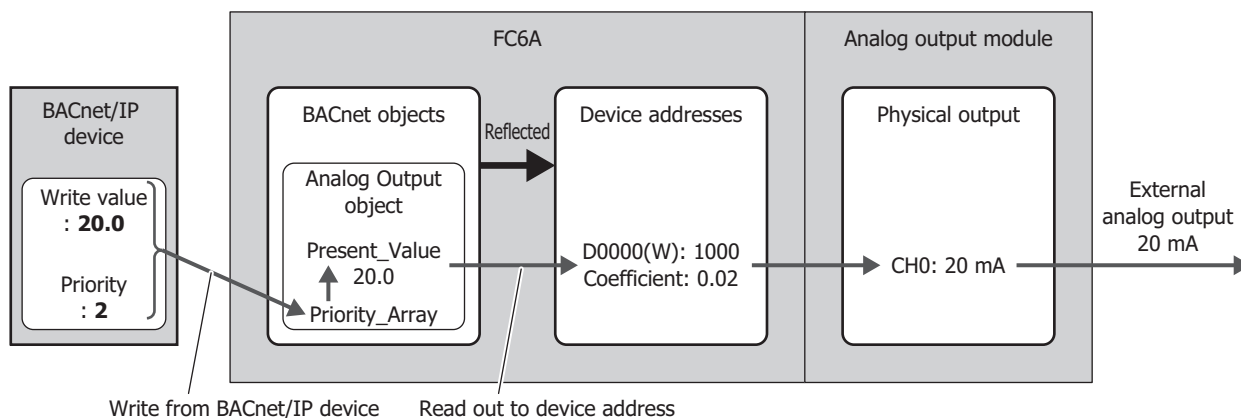 FC6A
Analog output module
BACnet/IP
device
Write value
: 20.0
Priority
: 2
BACnet objects
Analog Output
object
Present_Value
20.0
Priority_Array
Reflected
Device addresses
D0000(W): 1000
Coefficient: 0.02
Physical output
CH0: 20 mA
External
analog output
20 mA
Write from BACnet/IP device
Read out to device address